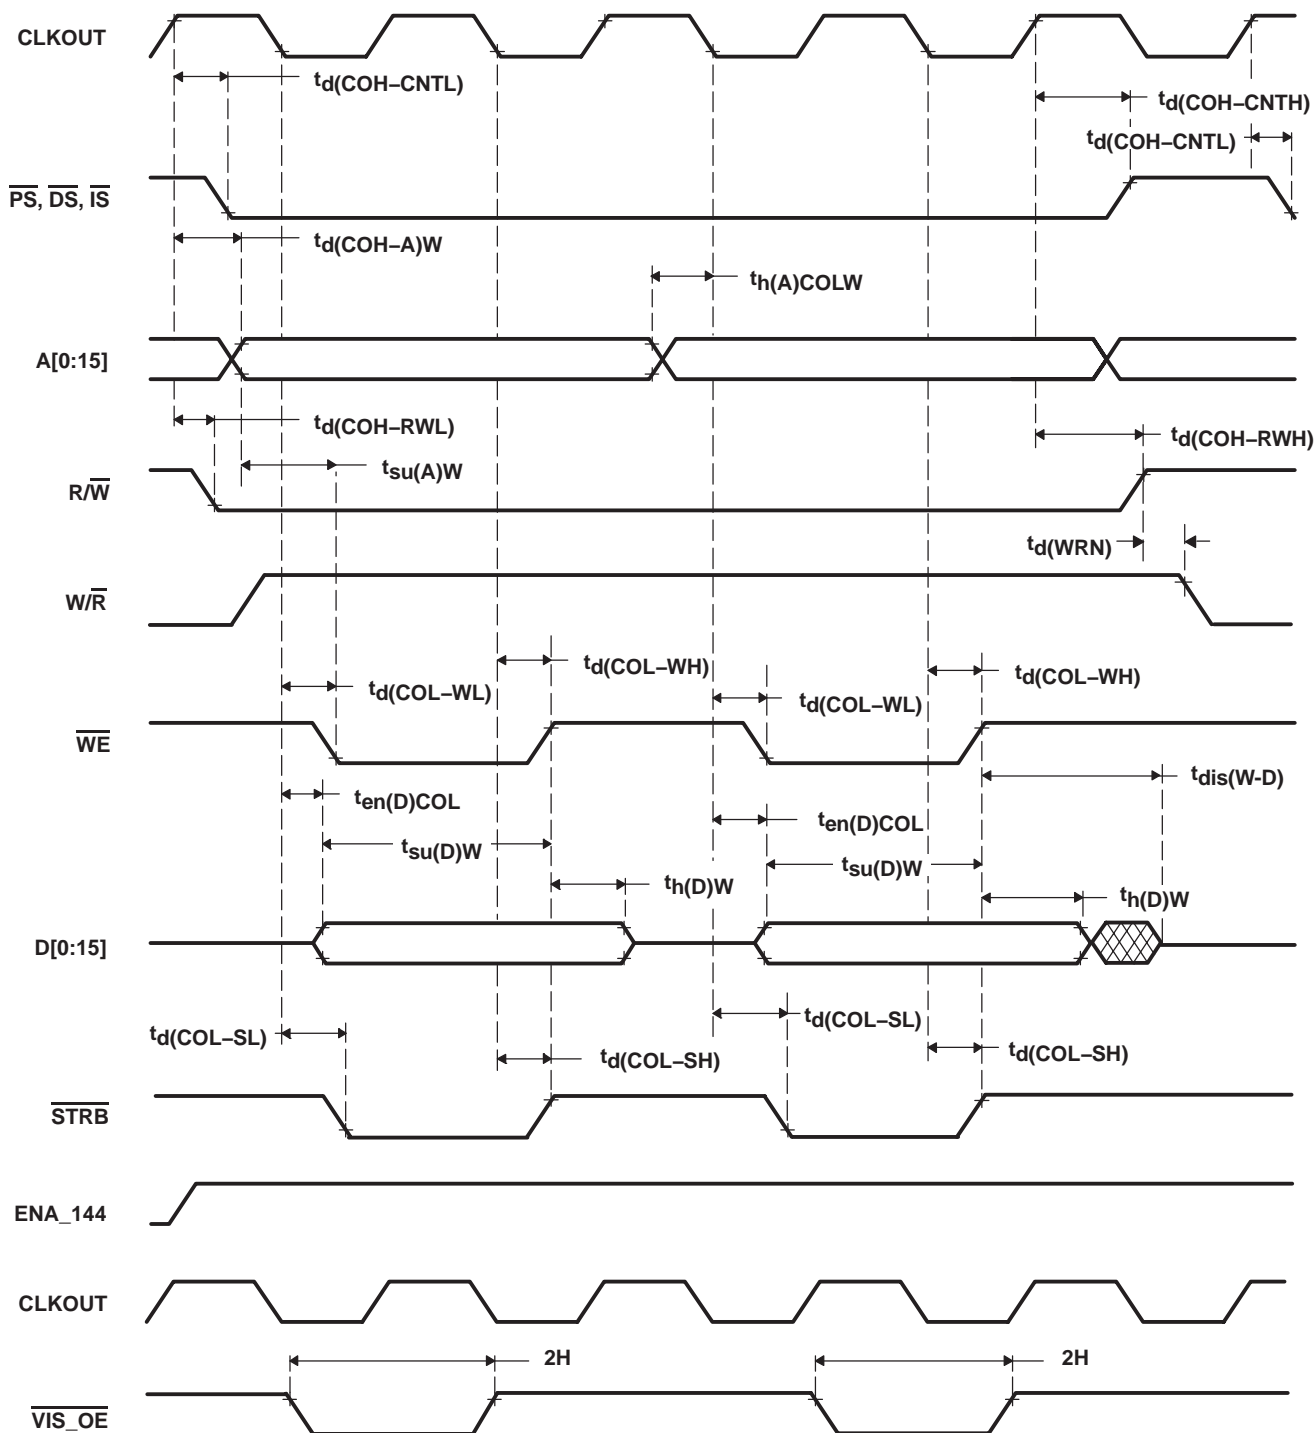 CLKOUT
td(COH–CNTL)
td(COH–CNTH)
td(COH–CNTL)
PS, DS, IS
td(COH–A)W
th(A)COLW
A[0:15]
td(COH–RWL)
td(COH–RWH)
tsu(A)W
R/W
td(WRN)
W/R
td(COL–WH)
td(COL–WH)
td(COL–WL)
td(COL–WL)
WE
tdis(W-D)
ten(D)COL
ten(D)COL
tsu(D)W
tsu(D)W
th(D)W
th(D)W
D[0:15]
td(COL–SL)
td(COL–SL)
td(COL–SH)
td(COL–SH)
STRB
ENA_144
CLKOUT
2H
2H
VIS_OE